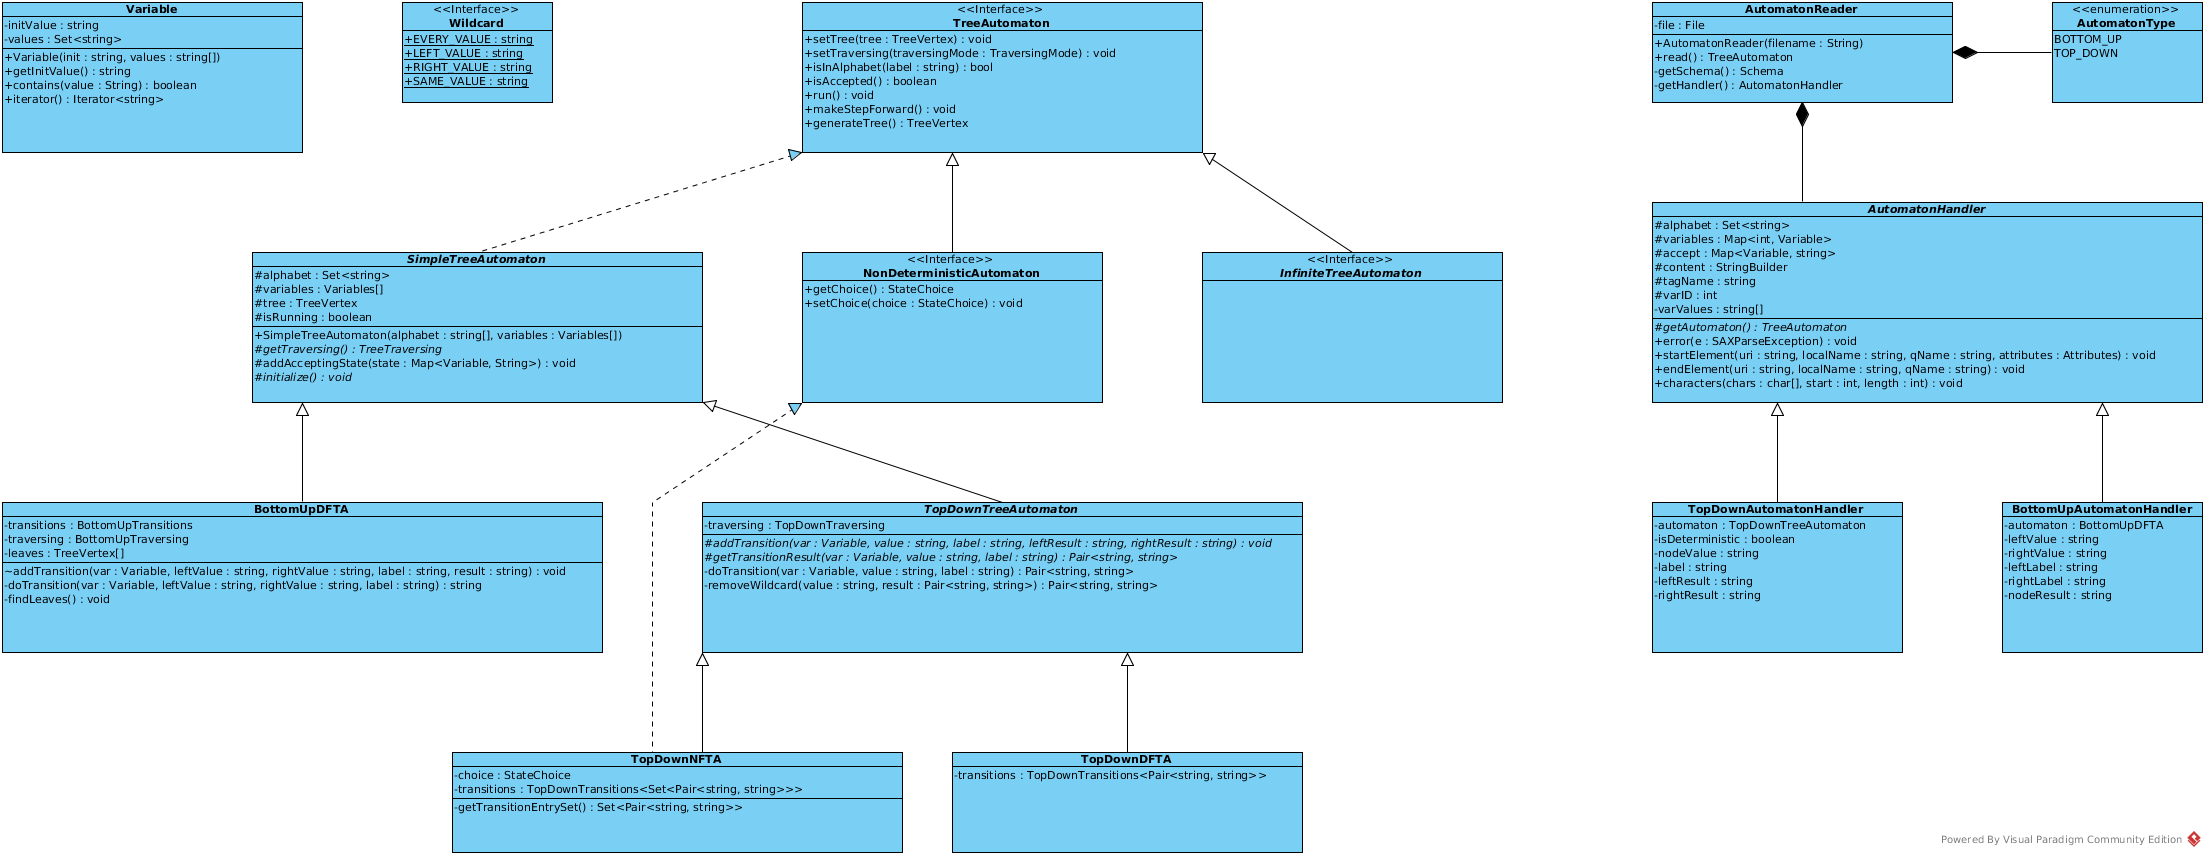 Variable
-initValue : string
-values : Set<string>
+Variable(init : string, values : string[])
+getInitValue() : string
+contains(value : String) : boolean
+iterator() : Iterator<string>
<<Interface>>
Wildcard
+EVERY_VALUE : string
+LEFT_VALUE : string
+RIGHT_VALUE : string
+SAME_VALUE : string
<<Interface>>
TreeAutomaton
+setTree(tree : TreeVertex) : void
+setTraversing(traversingMode : TraversingMode) : void
+isInAlphabet(label : string) : bool
+isAccepted() : boolean
+run() : void
+makeStepForward() : void
+generateTree() : TreeVertex
AutomatonReader
-file : File
+AutomatonReader(filename : String)
+read() : TreeAutomaton
-getSchema() : Schema
-getHandler() : AutomatonHandler
<<enumeration>>
AutomatonType
BOTTOM_UP
TOP_DOWN
SimpleTreeAutomaton
#alphabet : Set<string>
#variables : Variables[]
#tree : TreeVertex
#isRunning : boolean
+SimpleTreeAutomaton(alphabet : string[], variables : Variables[])
#getTraversing() : TreeTraversing
#addAcceptingState(state : Map<Variable, String>) : void
#initialize() : void
<<Interface>>
NonDeterministicAutomaton
+getChoice() : StateChoice
+setChoice(choice : StateChoice) : void
<<Interface>>
InfiniteTreeAutomaton
AutomatonHandler
#alphabet : Set<string>
#variables : Map<int, Variable>
#accept : Map<Variable, string>
#content : StringBuilder
#tagName : string
#varID : int
-varValues : string[]
#getAutomaton() : TreeAutomaton
+error(e : SAXParseException) : void
+startElement(uri : string, localName : string, qName : string, attributes : Attributes) : void
+endElement(uri : string, localName : string, qName : string) : void
+characters(chars : char[], start : int, length : int) : void
BottomUpDFTA
-transitions : BottomUpTransitions
-traversing : BottomUpTraversing
-leaves : TreeVertex[]
~addTransition(var : Variable, leftValue : string, rightValue : string, label : string, result : string) : void
-doTransition(var : Variable, leftValue : string, rightValue : string, label : string) : string
-findLeaves() : void
TopDownTreeAutomaton
-traversing : TopDownTraversing
#addTransition(var : Variable, value : string, label : string, leftResult : string, rightResult : string) : void
#getTransitionResult(var : Variable, value : string, label : string) : Pair<string, string>
-doTransition(var : Variable, value : string, label : string) : Pair<string, string>
-removeWildcard(value : string, result : Pair<string, string>) : Pair<string, string>
TopDownAutomatonHandler
-automaton : TopDownTreeAutomaton
-isDeterministic : boolean
-nodeValue : string
-label : string
-leftResult : string
-rightResult : string
BottomUpAutomatonHandler
-automaton : BottomUpDFTA
-leftValue : string
-rightValue : string
-leftLabel : string
-rightLabel : string
-nodeResult : string
TopDownNFTA
-choice : StateChoice
-transitions : TopDownTransitions<Set<Pair<string, string>>>
-getTransitionEntrySet() : Set<Pair<string, string>>
TopDownDFTA
-transitions : TopDownTransitions<Pair<string, string>>
Powered By Visual Paradigm Community Edition